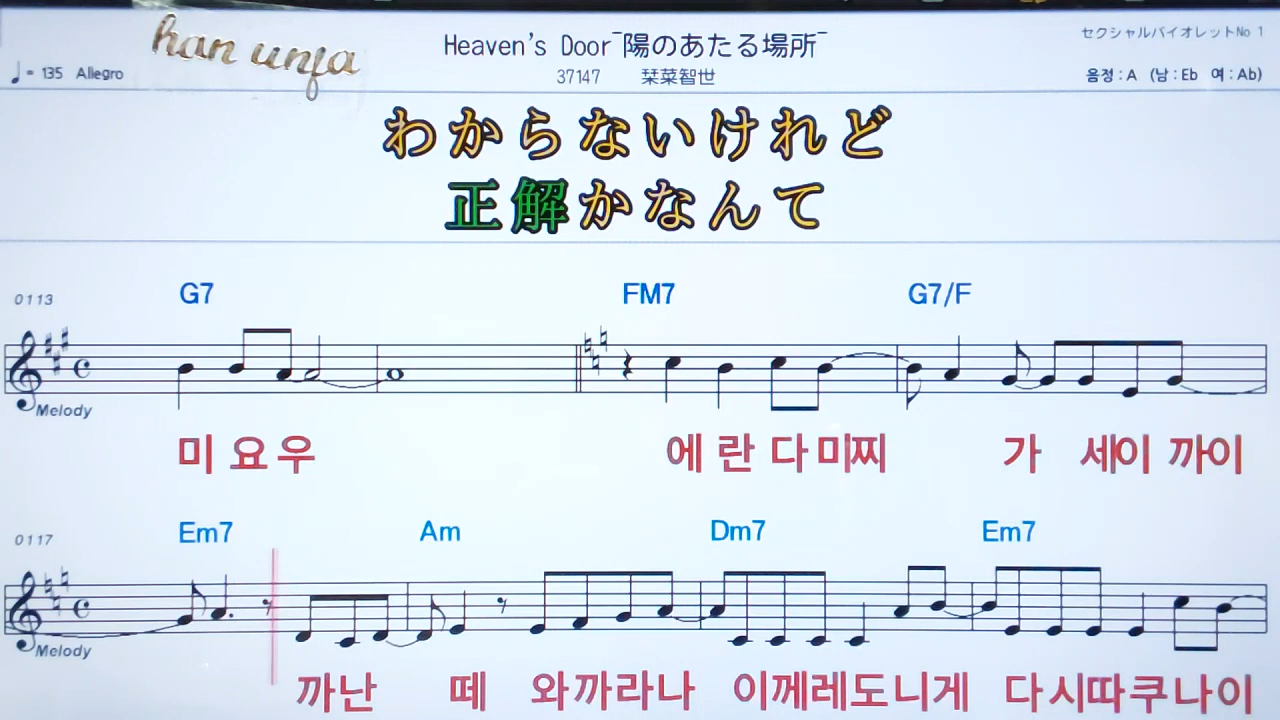 han unja
Heaven's Door~陽のあたる場所~
セクシャルバイオレットNo 1
♩= 135 Allegro
37147 栞菜智世
음정 : A (남 : Eb 여 : Ab)
わからないけれど
正解かなんて
0113 G7 FM7 G7/F
Melody
미 요 우 에 란 다 미찌 가 세이 까이
0117 Em7 Am Dm7 Em7
Melody
까난 떼 와까라나 이께레도니게 다시따쿠나이